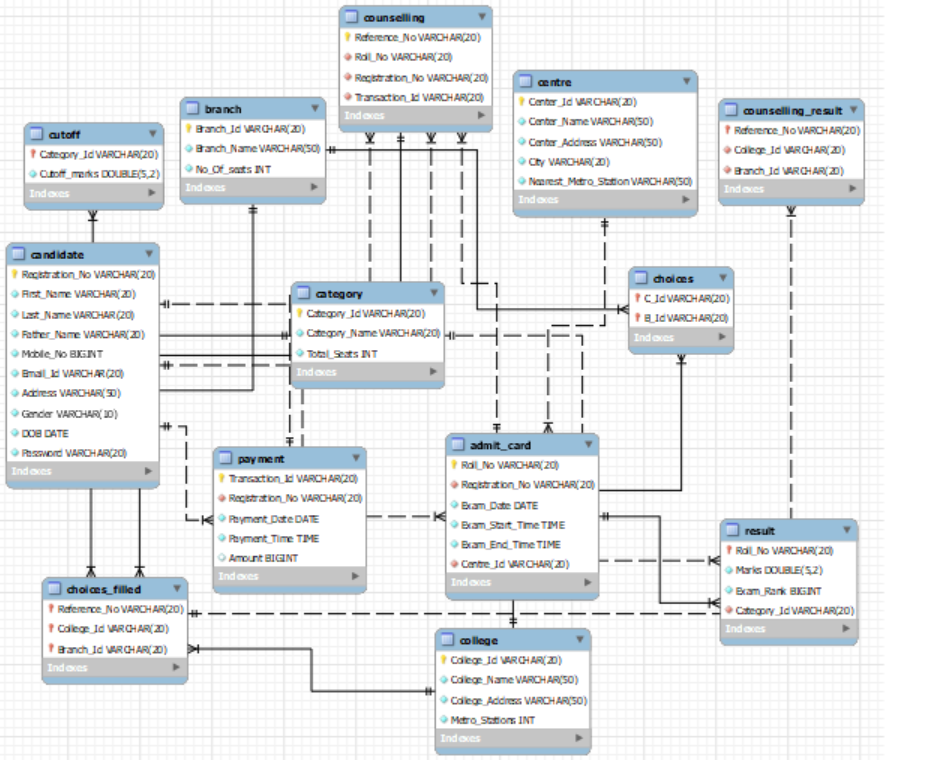 counselling
Reference_No VARCHAR(20)
Roll_No VARCHAR(20)
Registration_No VARCHAR(20)
Transaction_Id VARCHAR(20)
Indexes
centre
Center_Id VARCHAR(20)
Center_Name VARCHAR(50)
Center_Address VARCHAR(50)
City VARCHAR(20)
Nearest_Metro_Station VARCHAR(50)
Indexes
counselling_result
Reference_No VARCHAR(20)
College_Id VARCHAR(20)
Branch_Id VARCHAR(20)
Indexes
branch
Branch_Id VARCHAR(20)
Branch_Name VARCHAR(50)
No_Of_seats INT
Indexes
cutoff
Category_Id VARCHAR(20)
Cutoff_marks DOUBLE(5,2)
Indexes
candidate
Registration_No VARCHAR(20)
First_Name VARCHAR(20)
Last_Name VARCHAR(20)
Father_Name VARCHAR(20)
Mobile_No BIGINT
Email_Id VARCHAR(20)
Address VARCHAR(50)
Gender VARCHAR(10)
DOB DATE
Password VARCHAR(20)
Indexes
category
Category_Id VARCHAR(20)
Category_Name VARCHAR(20)
Total_Seats INT
Indexes
choices
C_Id VARCHAR(20)
B_Id VARCHAR(20)
Indexes
payment
Transaction_Id VARCHAR(20)
Registration_No VARCHAR(20)
Payment_Date DATE
Payment_Time TIME
Amount BIGINT
Indexes
admit_card
Roll_No VARCHAR(20)
Registration_No VARCHAR(20)
Exam_Date DATE
Exam_Start_Time TIME
Exam_End_Time TIME
Centre_Id VARCHAR(20)
Indexes
result
Roll_No VARCHAR(20)
Marks DOUBLE(5,2)
Exam_Rank BIGINT
Category_Id VARCHAR(20)
Indexes
choices_filled
Reference_No VARCHAR(20)
College_Id VARCHAR(20)
Branch_Id VARCHAR(20)
Indexes
college
College_Id VARCHAR(20)
College_Name VARCHAR(50)
College_Address VARCHAR(50)
Metro_Stations INT
Indexes